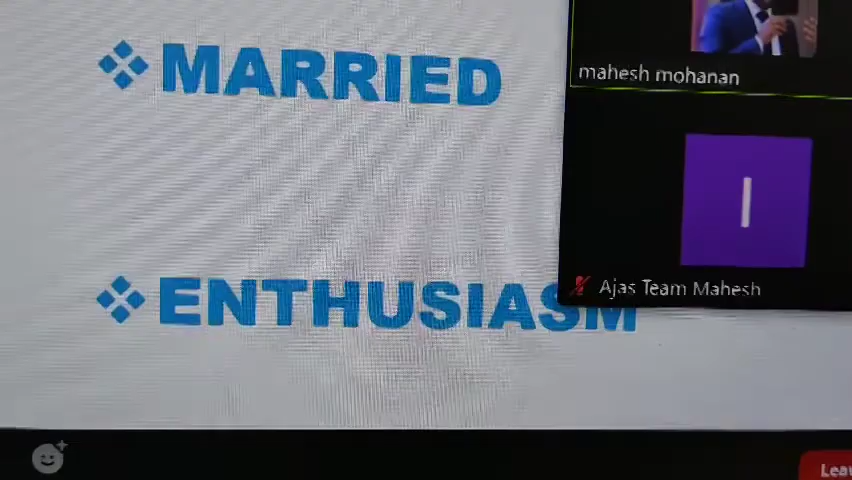 MARRIED
mahesh mohanan
I
Ajas Team Mahesh
ENTHUSIASM